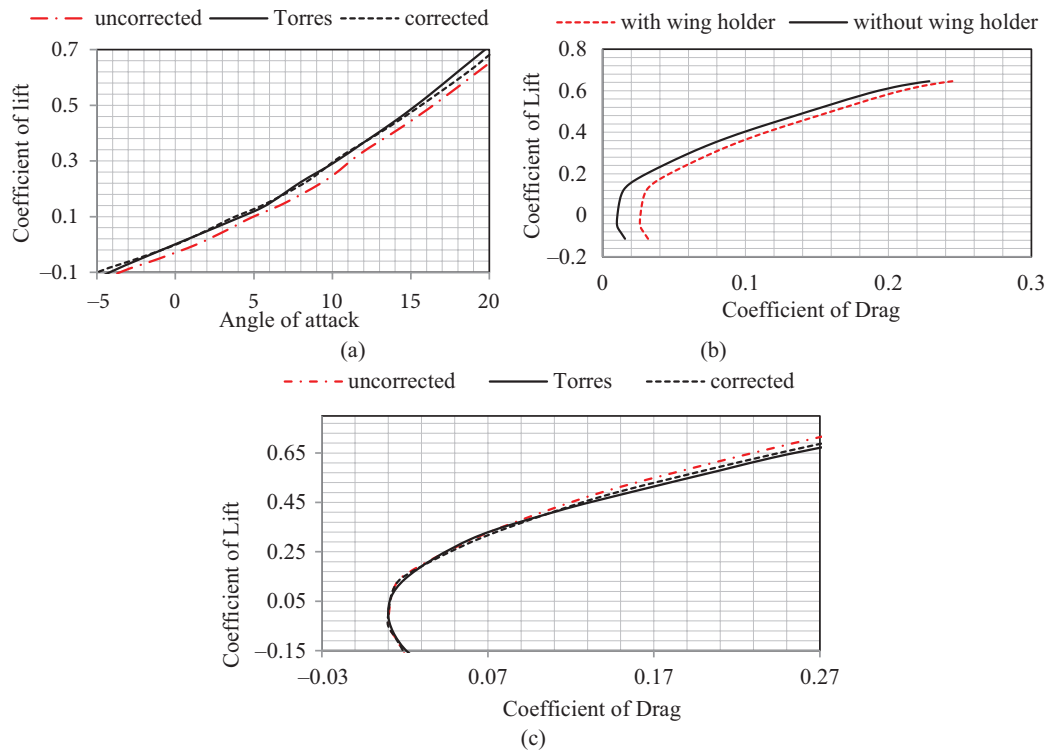 uncorrected Torres corrected
0.7
0.5
0.3
0.1
−0.1
Coefficient of lift
−5 0 5 10 15 20
Angle of attack
(a)
with wing holder without wing holder
0.8
0.6
0.4
0.2
0
−0.2
Coefficient of Lift
0 0.1 0.2 0.3
Coefficient of Drag
(b)
uncorrected Torres corrected
0.65
0.45
0.25
0.05
−0.15
Coefficient of Lift
−0.03 0.07 0.17 0.27
Coefficient of Drag
(c)